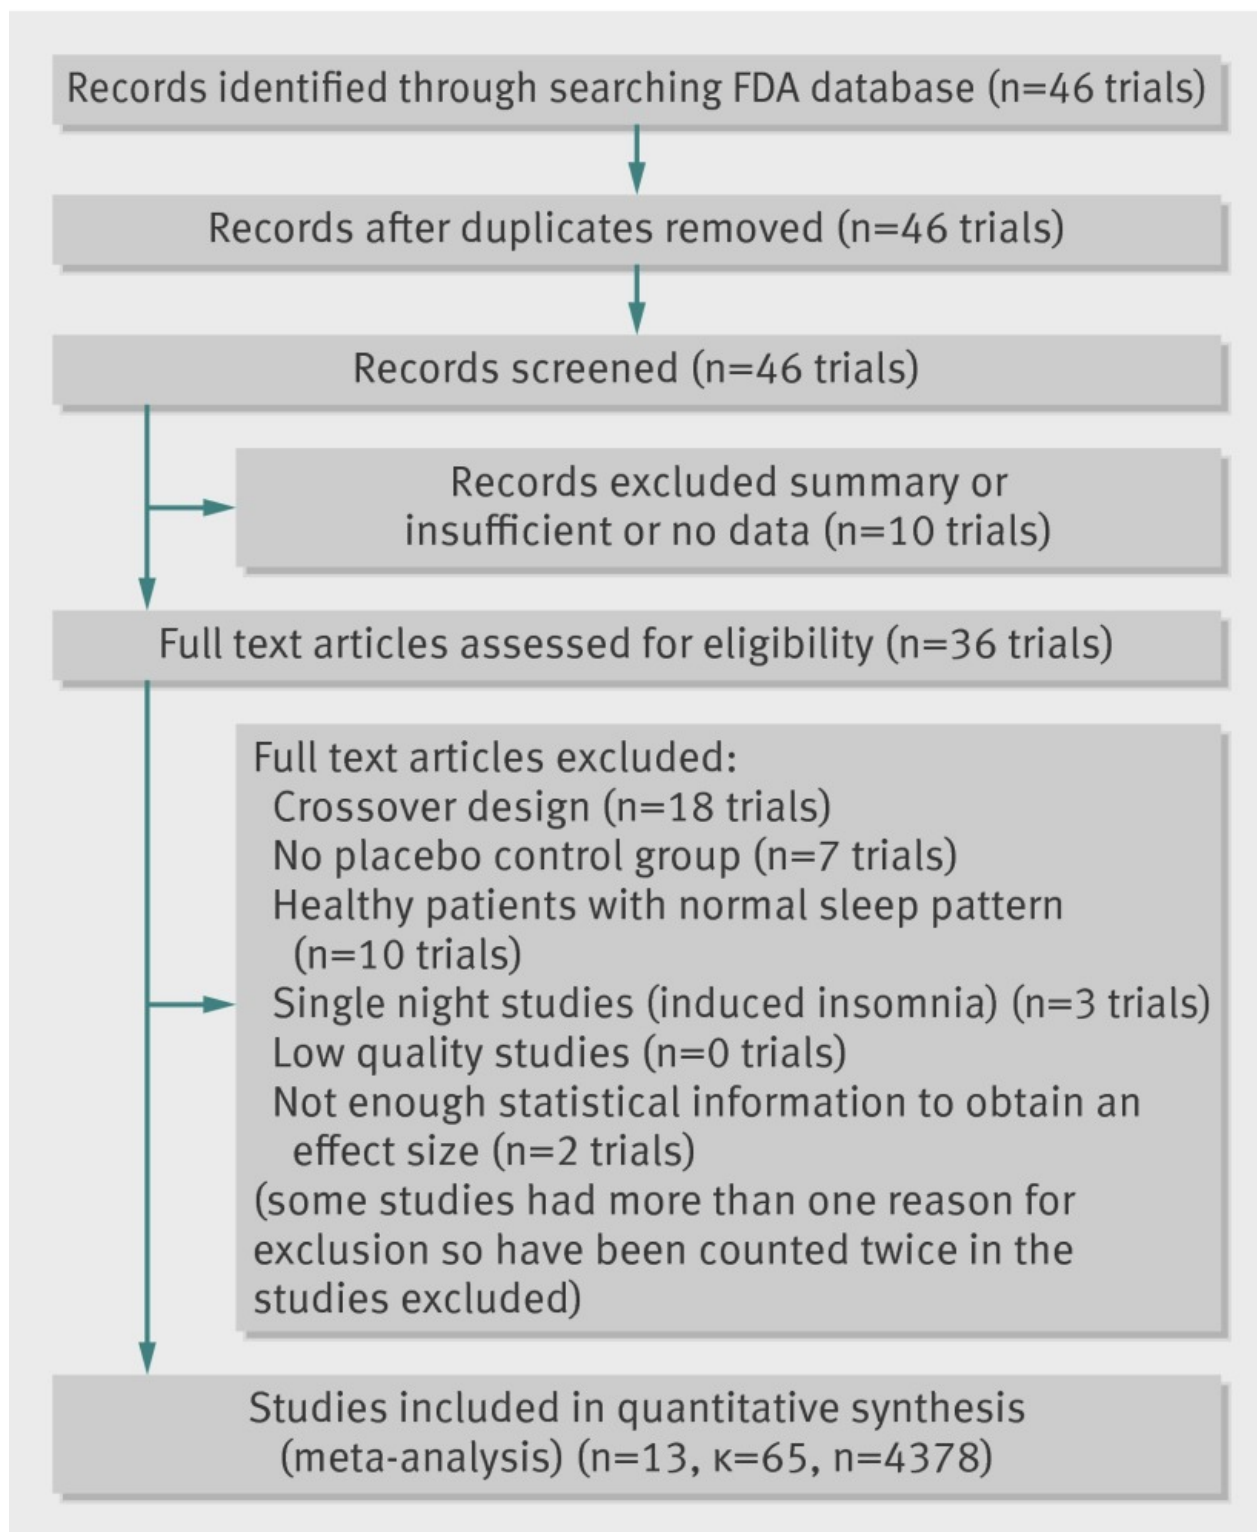 Records identified through searching FDA database (n=46 trials)
Records after duplicates removed (n=46 trials)
Records screened (n=46 trials)
Records excluded summary or
insufficient or no data (n=10 trials)
Full text articles assessed for eligibility (n=36 trials)
Full text articles excluded:
Crossover design (n=18 trials)
No placebo control group (n=7 trials)
Healthy patients with normal sleep pattern
(n=10 trials)
Single night studies (induced insomnia) (n=3 trials)
Low quality studies (n=0 trials)
Not enough statistical information to obtain an
effect size (n=2 trials)
(some studies had more than one reason for
exclusion so have been counted twice in the
studies excluded)
Studies included in quantitative synthesis
(meta-analysis) (n=13, κ=65, n=4378)